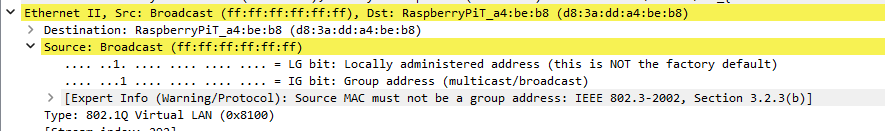 Ethernet II, Src: Broadcast (ff:ff:ff:ff:ff:ff), Dst: RaspberryPiT_a4:be:b8 (d8:3a:dd:a4:be:b8)
Destination: RaspberryPiT_a4:be:b8 (d8:3a:dd:a4:be:b8)
Source: Broadcast (ff:ff:ff:ff:ff:ff)
.... ..1. .... .... .... .... = LG bit: Locally administered address (this is NOT the factory default)
.... ...1 .... .... .... .... = IG bit: Group address (multicast/broadcast)
[Expert Info (Warning/Protocol): Source MAC must not be a group address: IEEE 802.3-2002, Section 3.2.3(b)]
Type: 802.1Q Virtual LAN (0x8100)
[Stream index: 202]